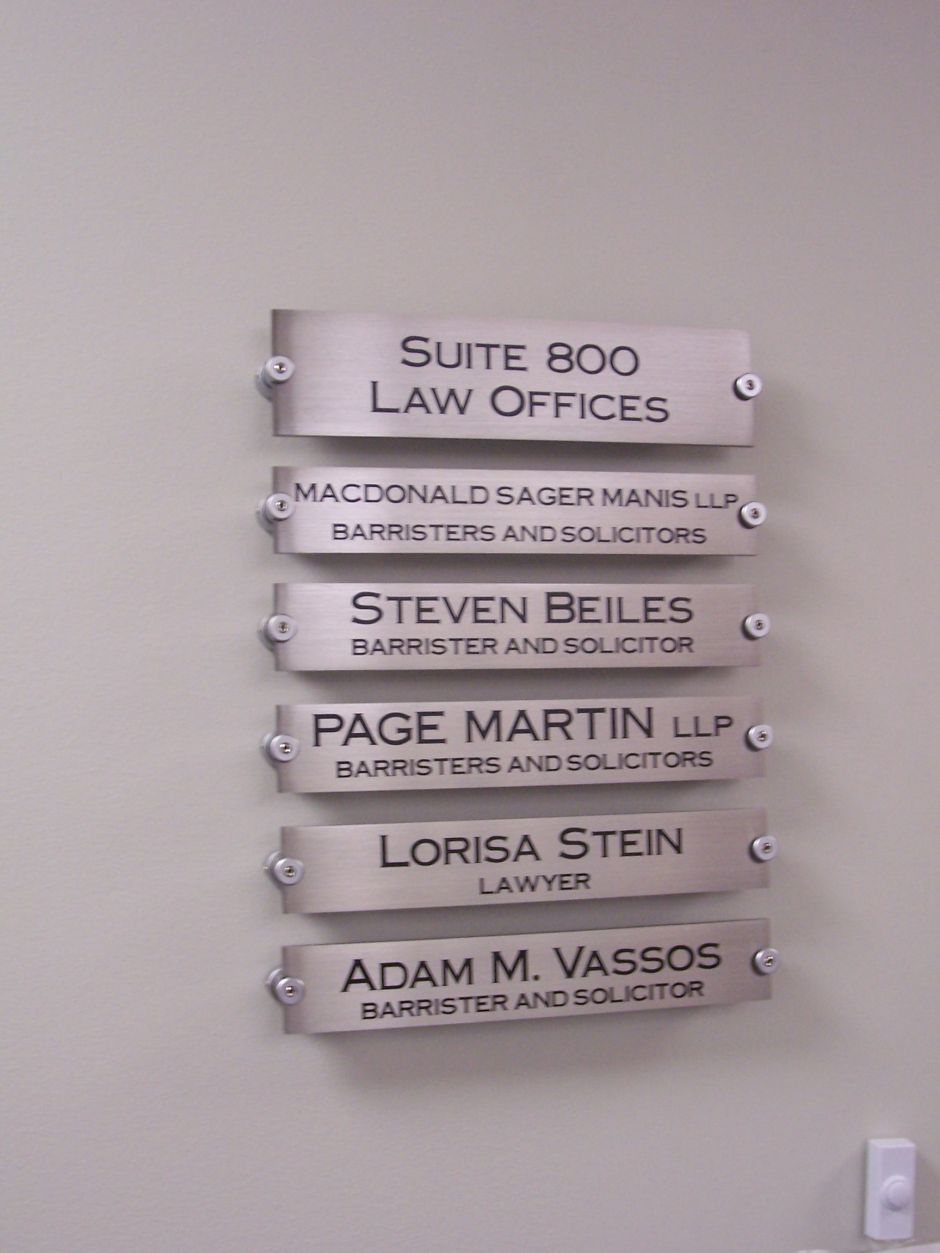 SUITE 800
LAW OFFICES
MACDONALD SAGER MANIS LLP
BARRISTERS AND SOLICITORS
STEVEN BEILES
BARRISTER AND SOLICITOR
PAGE MARTIN LLP
BARRISTERS AND SOLICITORS
LORISA STEIN
LAWYER
ADAM M. VASSOS
BARRISTER AND SOLICITOR